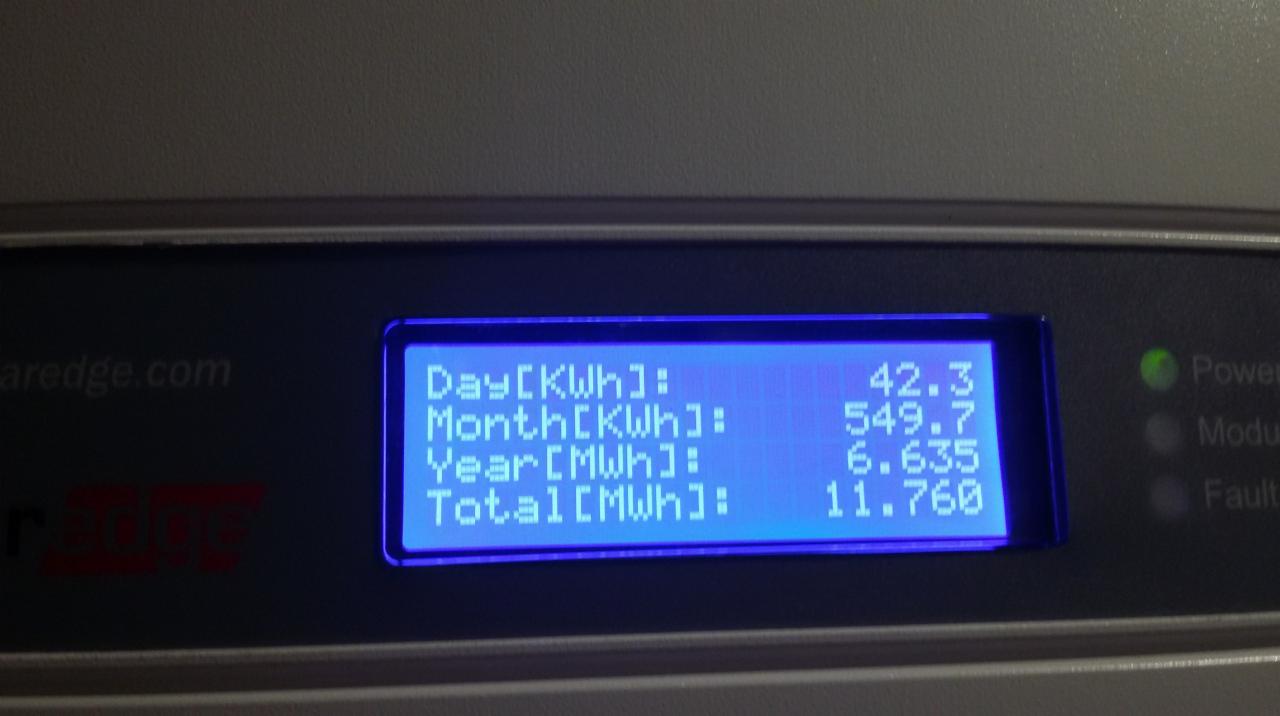 Day[KWh]: 42.3
Month[KWh]: 549.7
Year[MWh]: 6.635
Total[MWh]: 11.760
aredge.com
r edge
Power
Modu
Fault